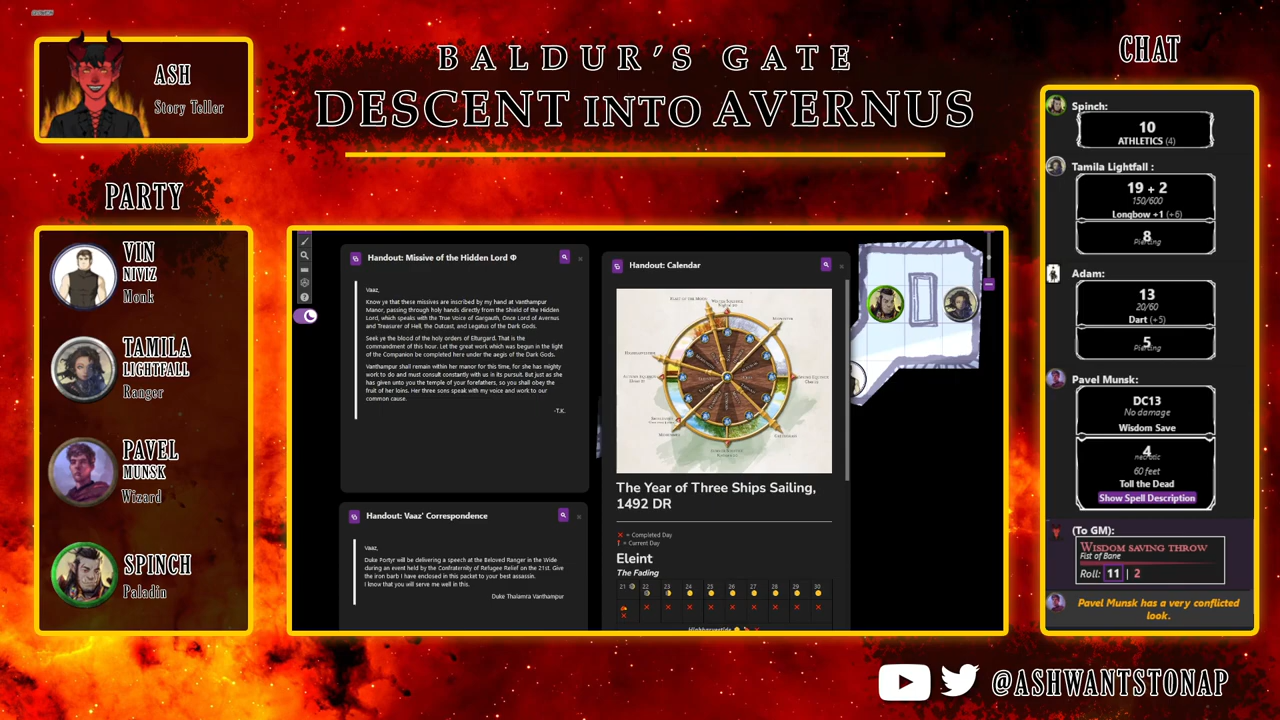 ASH
Story Teller
BALDUR'S GATE
DESCENT INTO AVERNUS
CHAT
PARTY
VIN
NIVIZ
Monk
TAMILA
LIGHTFALL
Ranger
PAVEL
MUNSK
Wizard
SPINCH
Paladin
Handout: Missive of the Hidden Lord Φ
Vaaz,
Know ye that these missives are inscribed by my hand at Vanthampur
Manor, passing through holy hands directly from the Shield of the Hidden
Lord, which speaks with the True Voice of Gargauth, Once Lord of Avernus
and Treasurer of Hell, the Outcast, and Legatus of the Dark Gods.
Seek ye the blood of the holy orders of Elturgard. That is the
commandment of this hour. Let the great work which was begun in the light
of the Companion be completed here under the aegis of the Dark Gods.
Vanthampur shall remain within her manor for this time, for she has mighty
work to do and must consult constantly with us in its pursuit. But just as she
has given unto you the temple of your forefathers, so you shall obey the
fruit of her loins. Her three sons speak with my voice and work to our
common cause.
-T.K.
Handout: Vaaz' Correspondence
Vaaz,
Duke Portyr will be delivering a speech at the Beloved Ranger in the Wide
during an event held by the Confraternity of Refugee Relief on the 21st. Give
the iron barb I have enclosed in this packet to your best assassin.
I know that you will serve me well in this.
Duke Thalamra Vanthampur
Handout: Calendar
The Year of Three Ships Sailing,
1492 DR
= Completed Day
= Current Day
Eleint
The Fading
21 22 23 24 25 26 27 28 29 30
Spinch:
10
ATHLETICS (4)
Tamila Lightfall :
19 + 2
150/600
Longbow +1 (+6)
8
Piercing
Adam:
13
20/60
Dart (+5)
5
Piercing
Pavel Munsk:
DC13
No damage
Wisdom Save
4
necrotic
60 feet
Toll the Dead
Show Spell Description
(To GM):
WISDOM SAVING THROW
Fist of Bane
Roll: 11 | 2
Pavel Munsk has a very conflicted
look.
@ASHWANTSTONAP